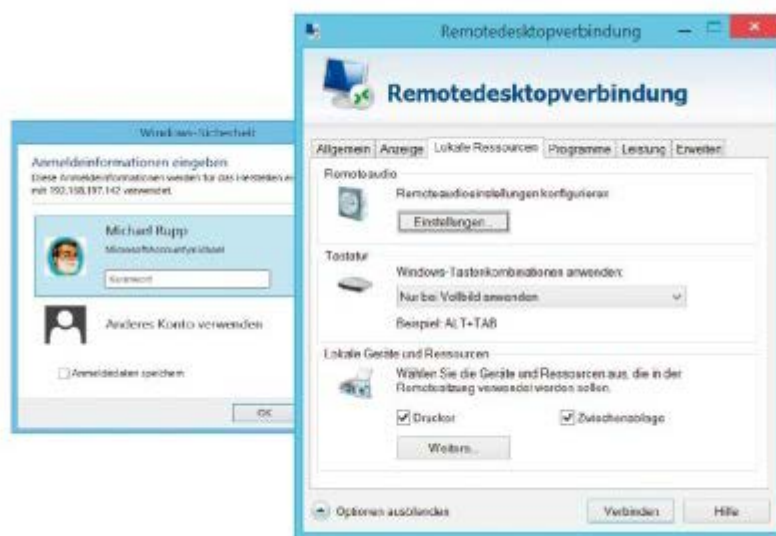 Windows-Sicherheit
Anmeldeinformationen eingeben
Diese Anmeldeinformationen werden für das Herstellen e
mit 192.168.197.142 verwendet.
Michael Rupp
Kennwort
Anderes Konto verwenden
Anmeldedaten speichern
OK
Remotedesktopverbindung
Remotedesktopverbindung
Allgemein Anzeige Lokale Ressourcen Programme Leistung Erweitert
Remoteaudio
Remoteaudioeinstellungen konfigurieren
Einstellungen...
Tastatur
Windows-Tastenkombinationen anwenden:
Nur bei Vollbild anwenden
Beispiel: ALT+TAB
Lokale Geräte und Ressourcen
Wählen Sie die Geräte und Ressourcen aus, die in der
Remotesitzung verwendet werden sollen.
Drucker Zwischenablage
Weitere...
Optionen ausblenden Verbinden Hilfe